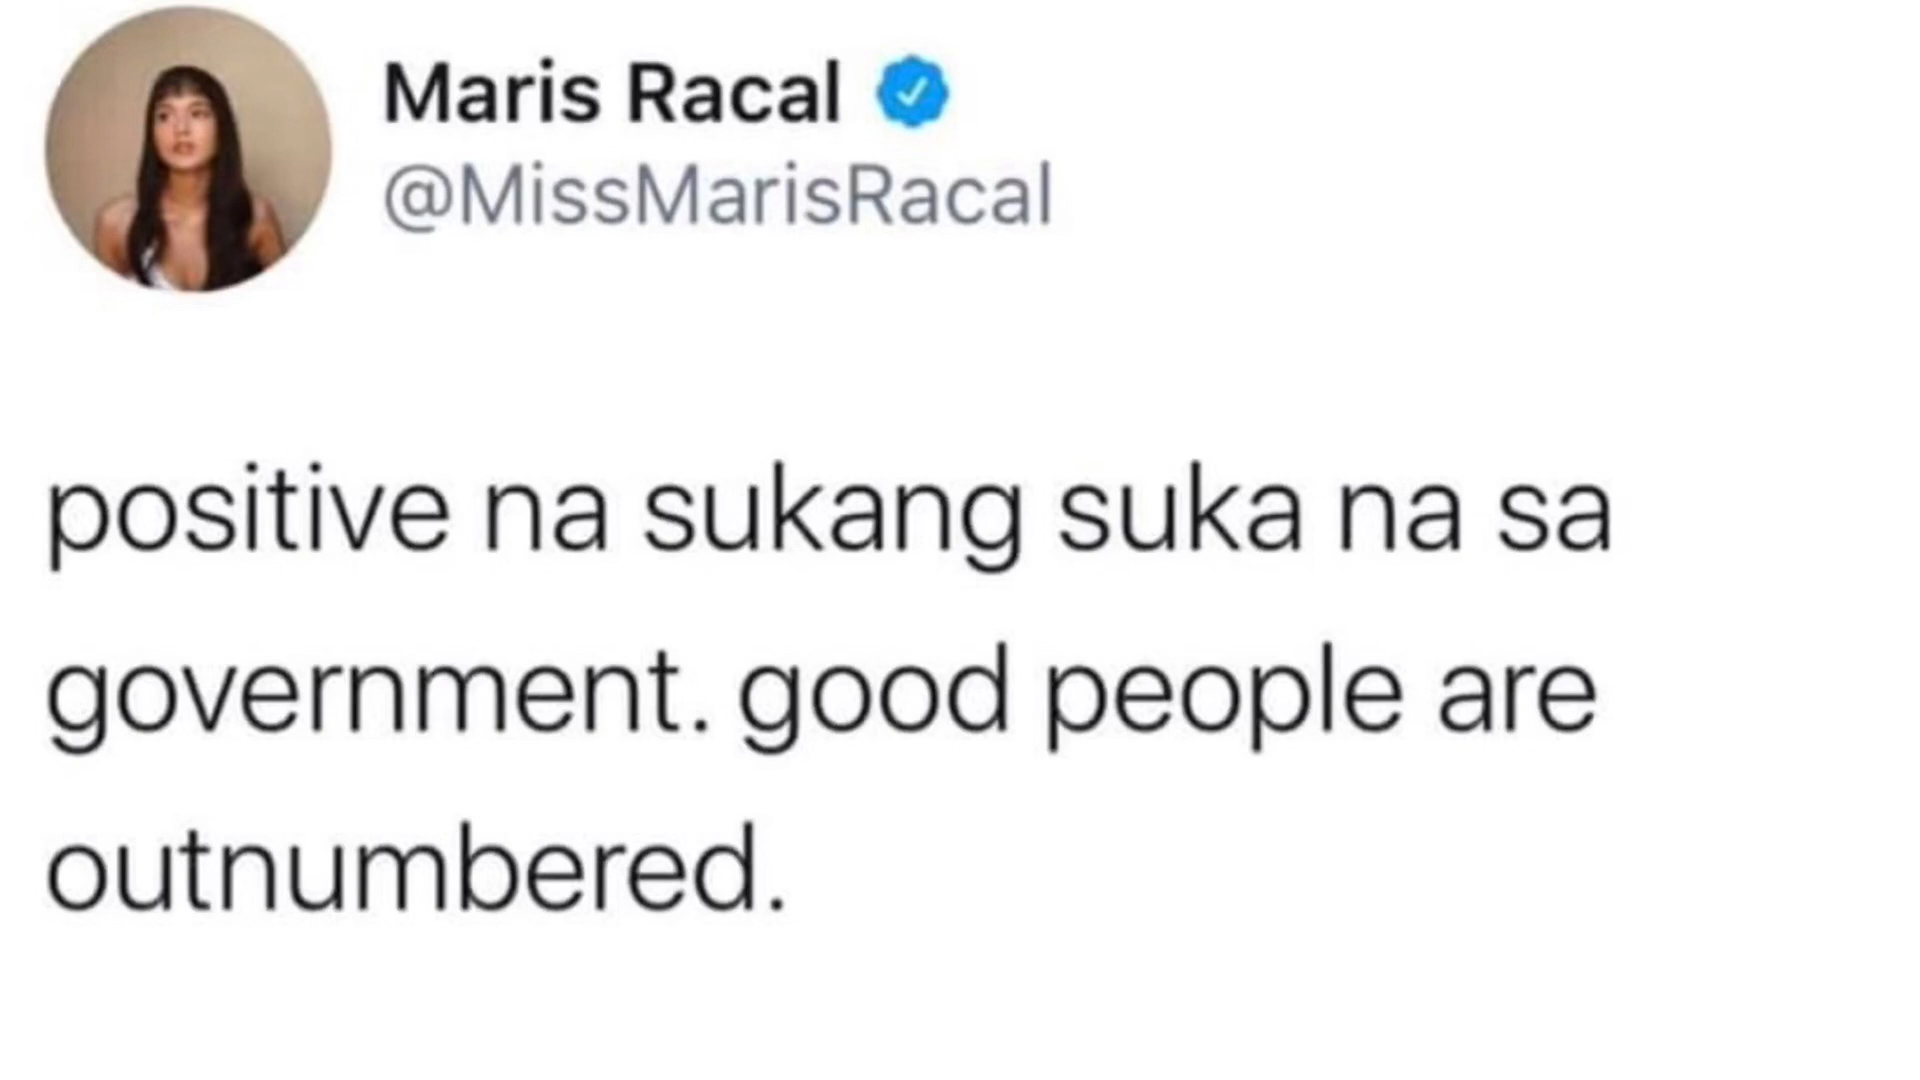 Maris Racal
@MissMarisRacal
positive na sukang suka na sa
government. good people are
outnumbered.